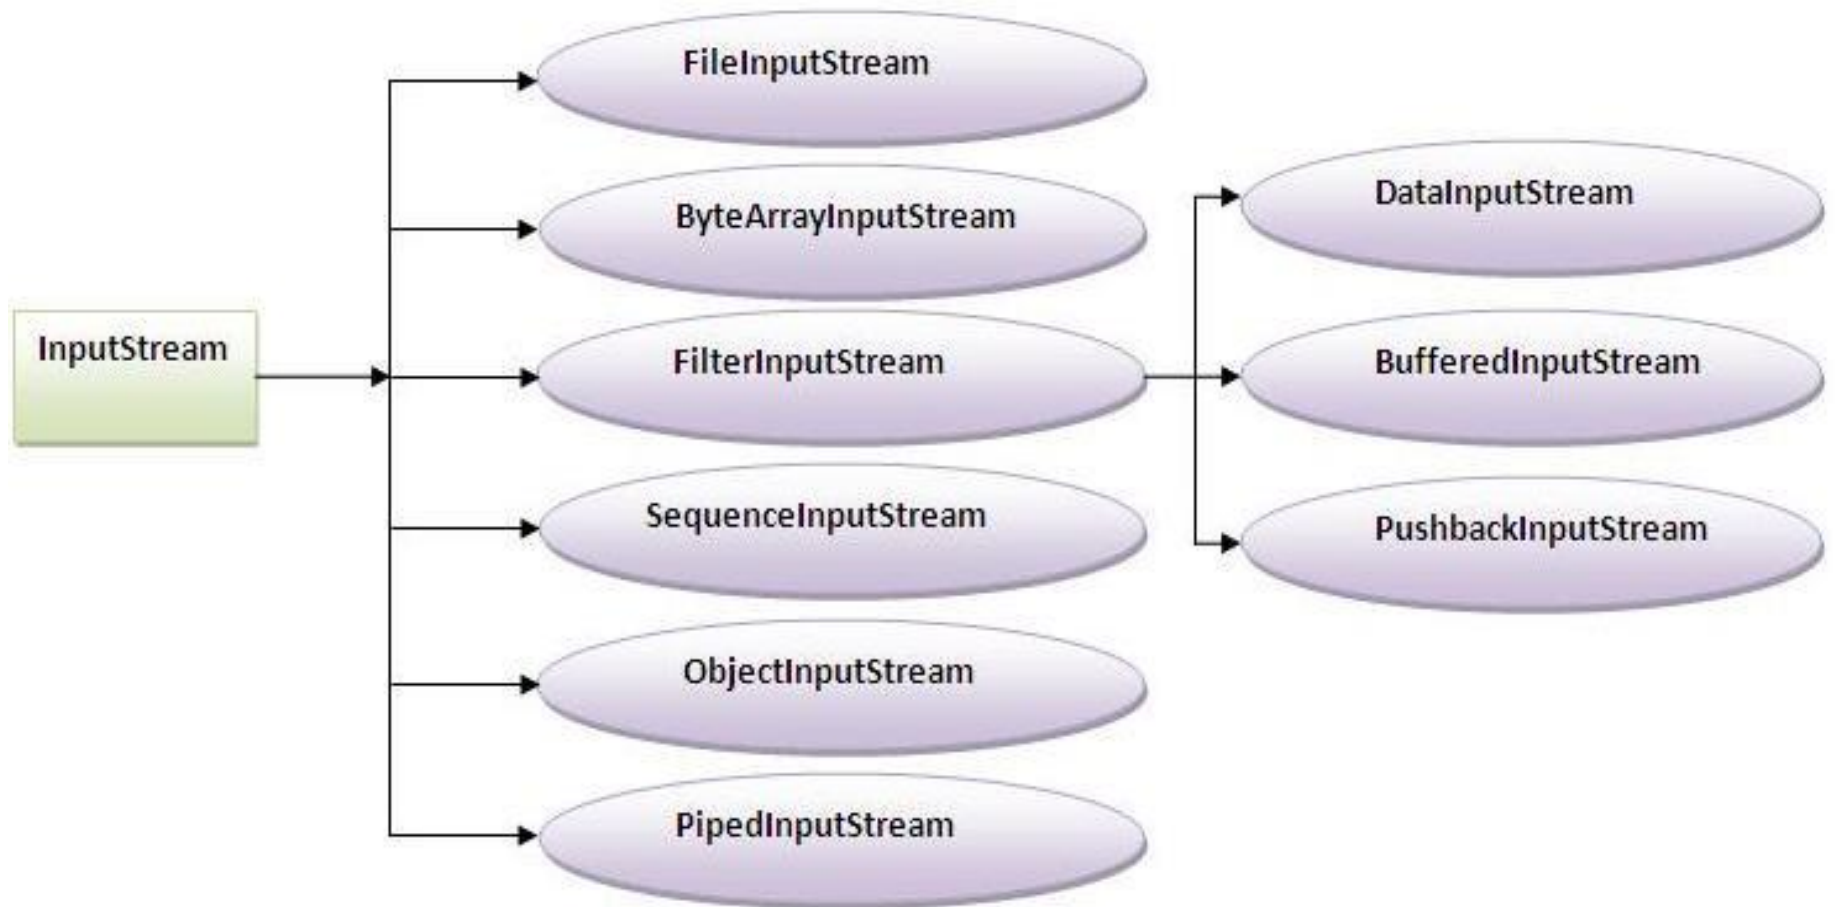 InputStream
FileInputStream
ByteArrayInputStream
FilterInputStream
SequenceInputStream
ObjectInputStream
PipedInputStream
DataInputStream
BufferedInputStream
PushbackInputStream